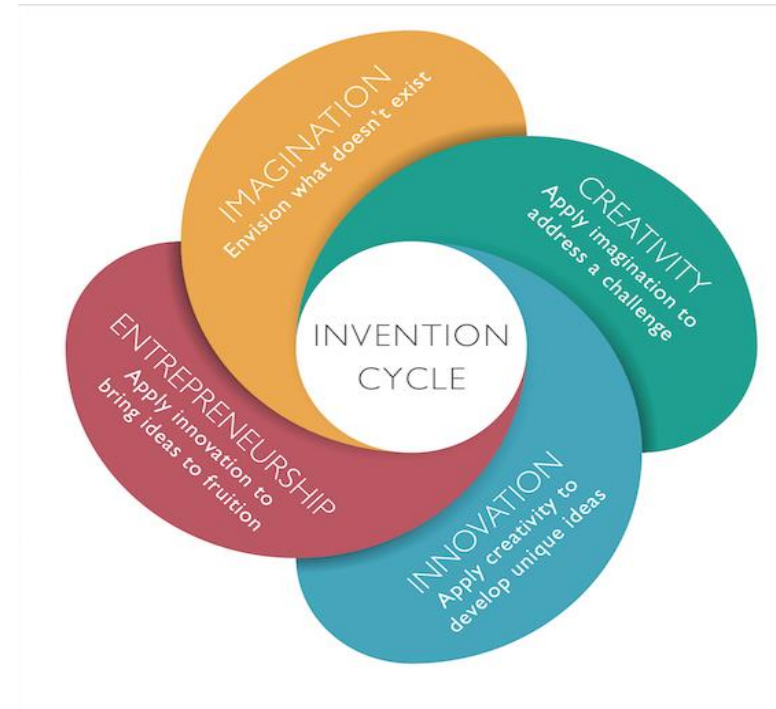 IMAGINATION
Envision what doesn't exist
CREATIVITY
Apply imagination to
address a challenge
INVENTION
CYCLE
ENTREPRENEURSHIP
Apply innovation to
bring ideas to fruition
INNOVATION
Apply creativity to
develop unique ideas